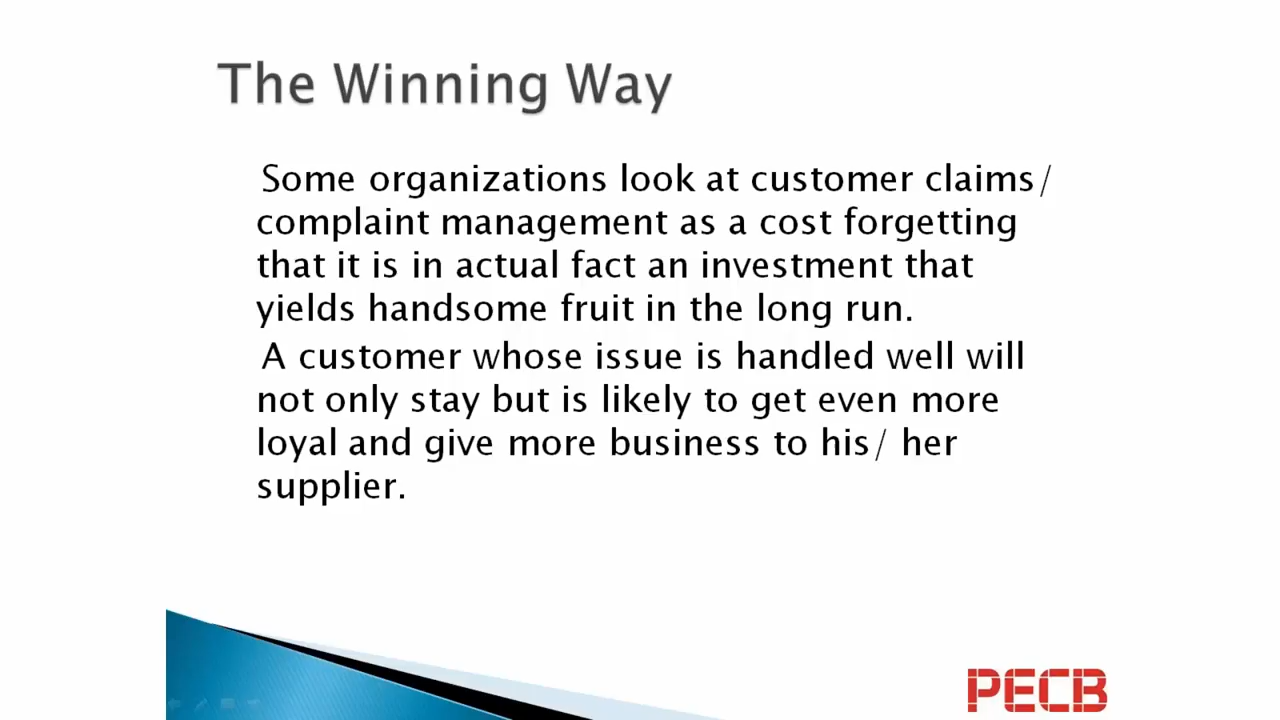 The Winning Way
Some organizations look at customer claims/
complaint management as a cost forgetting
that it is in actual fact an investment that
yields handsome fruit in the long run.
A customer whose issue is handled well will
not only stay but is likely to get even more
loyal and give more business to his/ her
supplier.
PECB